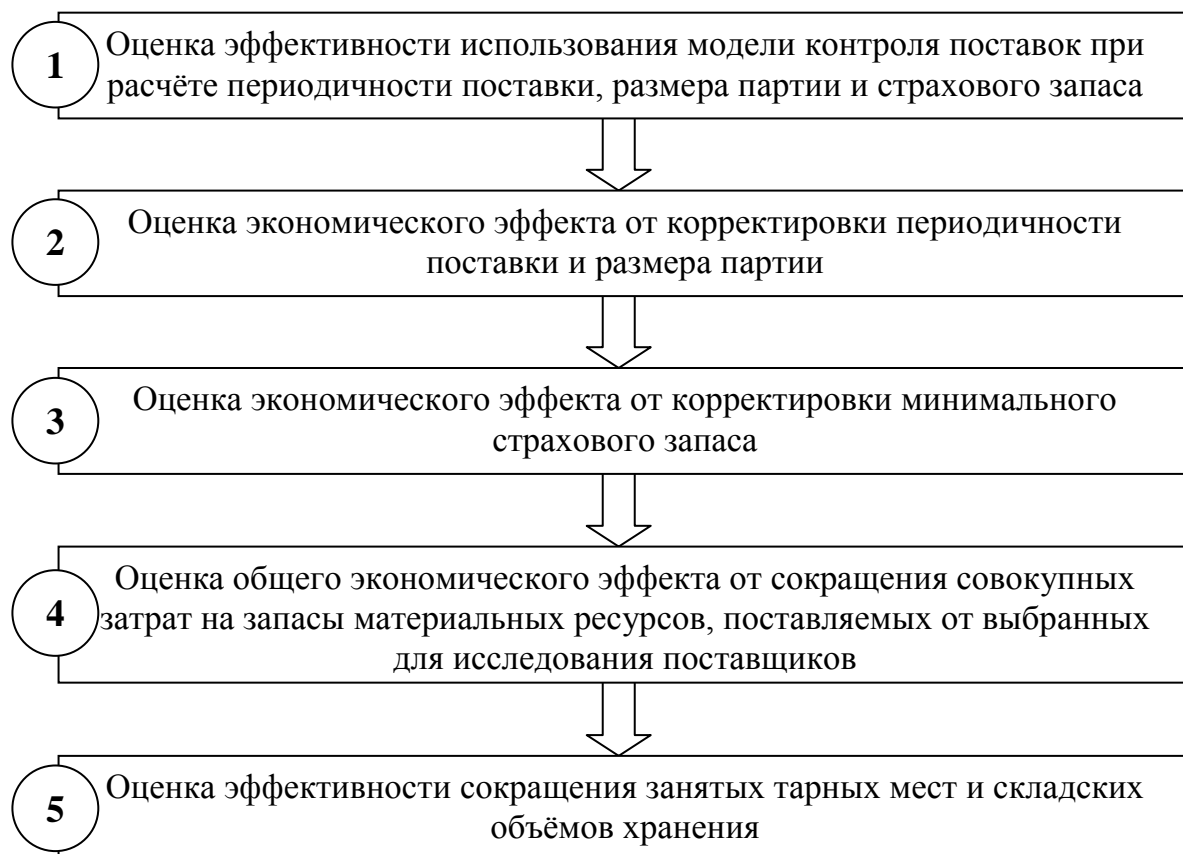 1
Оценка эффективности использования модели контроля поставок при
расчёте периодичности поставки, размера партии и страхового запаса
2
Оценка экономического эффекта от корректировки периодичности
поставки и размера партии
3
Оценка экономического эффекта от корректировки минимального
страхового запаса
4
Оценка общего экономического эффекта от сокращения совокупных
затрат на запасы материальных ресурсов, поставляемых от выбранных
для исследования поставщиков
5
Оценка эффективности сокращения занятых тарных мест и складских
объёмов хранения